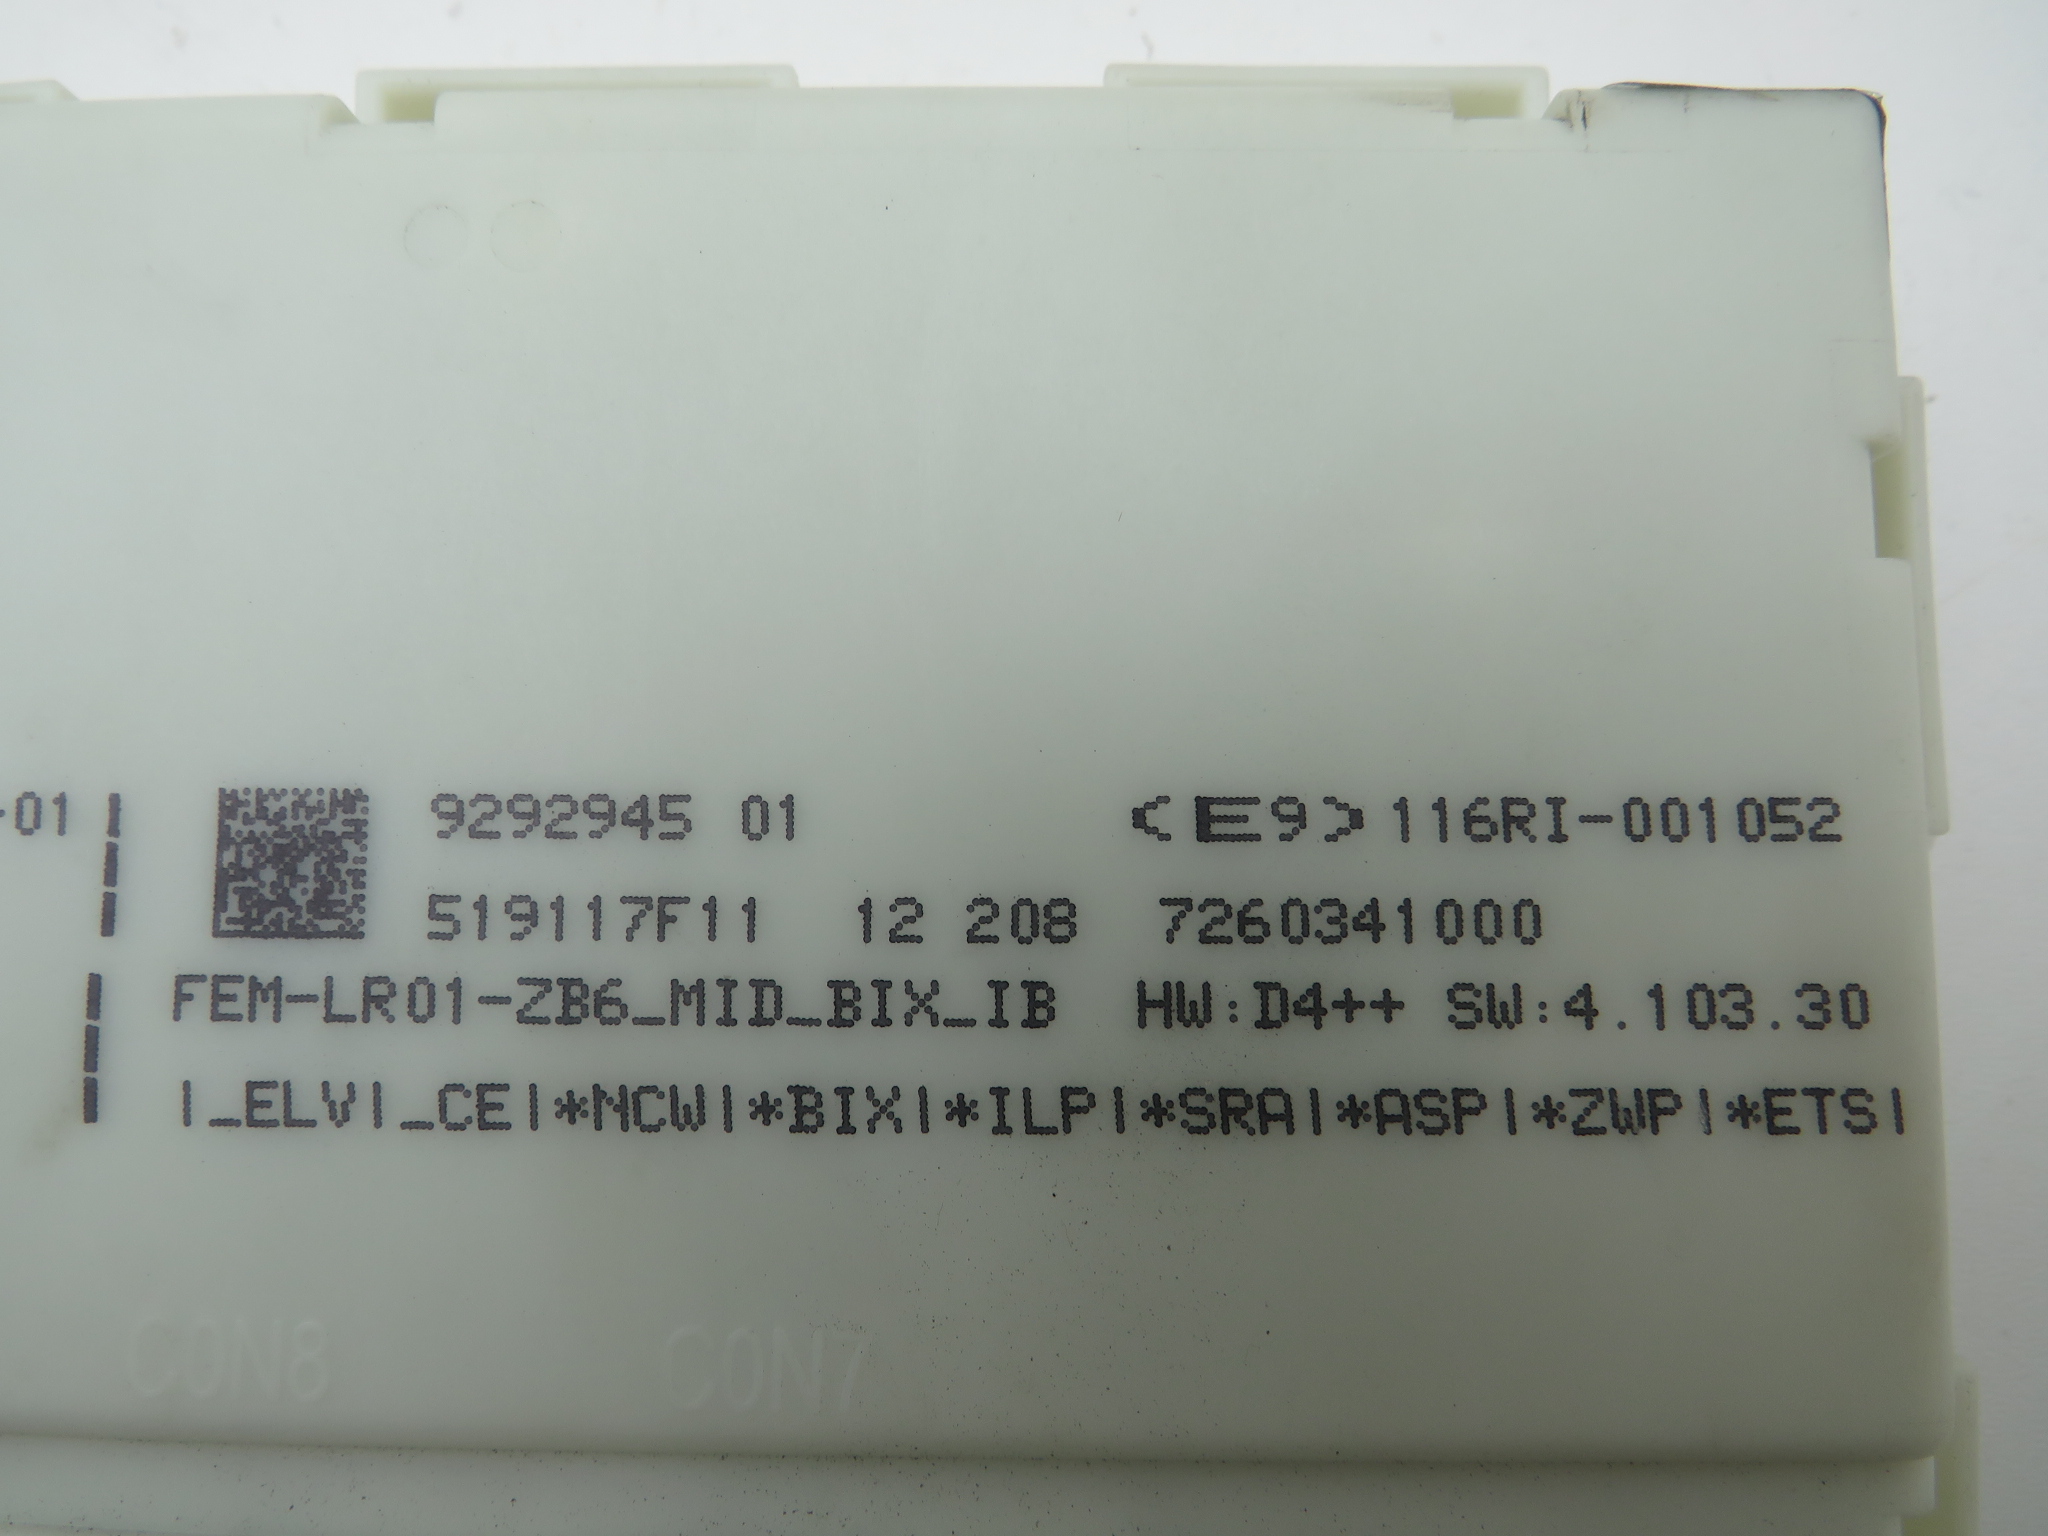 -01
9292945 01 <E9>116RI-001052
519117F11 12 208 7260341000
FEM-LR01-ZB6_MID_BIX_IB HW:D4++ SW:4.103.30
|_ELV|_CE|*NCW|*BIX|*ILP|*SRA|*ASP|*ZWP|*ETS|
CON8 CON7